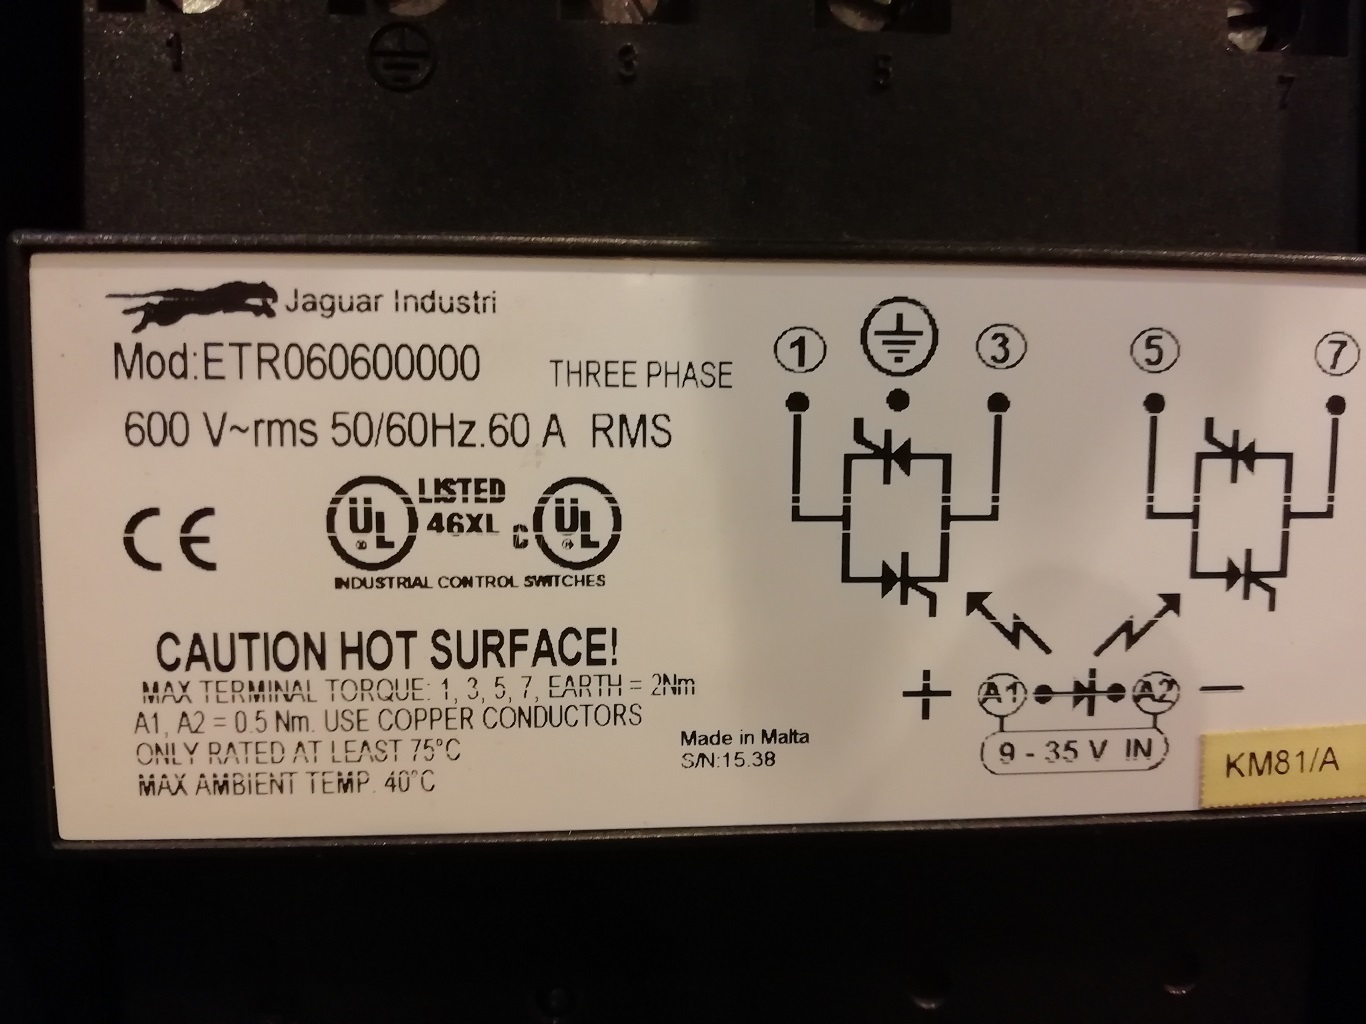 1 3 5 7
Jaguar Industri
Mod:ETR060600000
THREE PHASE
600 V~rms 50/60Hz.60 A RMS
CE
UL LISTED C UL
46XL
INDUSTRIAL CONTROL SWITCHES
CAUTION HOT SURFACE!
MAX TERMINAL TORQUE: 1, 3, 5, 7, EARTH = 2Nm
A1, A2 = 0.5 Nm. USE COPPER CONDUCTORS
ONLY RATED AT LEAST 75°C
MAX AMBIENT TEMP. 40°C
Made in Malta
S/N:15.38
1 3 5 7
+ A1 A2 −
9 - 35 V IN
KM81/A